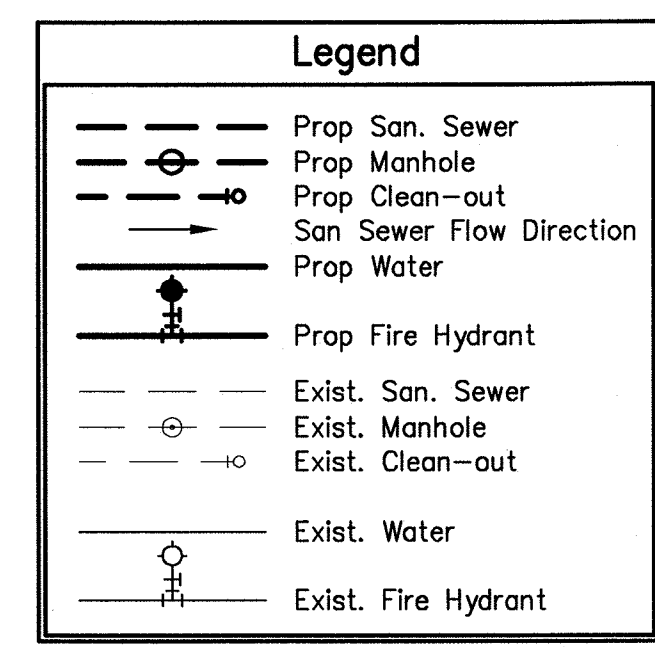 Legend
Prop San. Sewer
Prop Manhole
Prop Clean-out
San Sewer Flow Direction
Prop Water
Prop Fire Hydrant
Exist. San. Sewer
Exist. Manhole
Exist. Clean-out
Exist. Water
Exist. Fire Hydrant